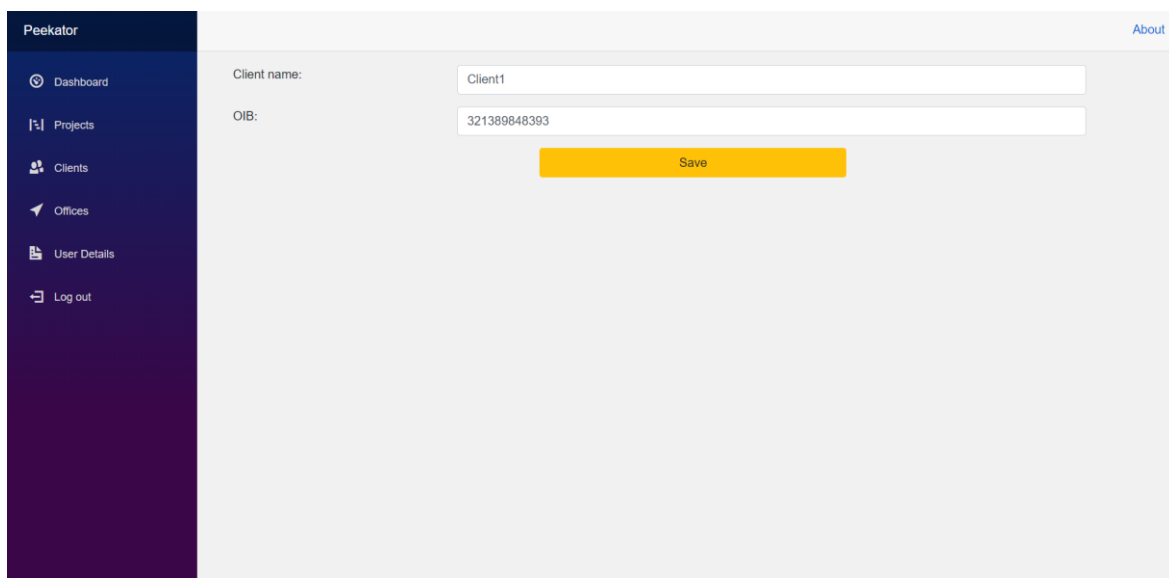 Peekator
About
Dashboard
Projects
Clients
Offices
User Details
Log out
Client name:
Client1
OIB:
321389848393
Save